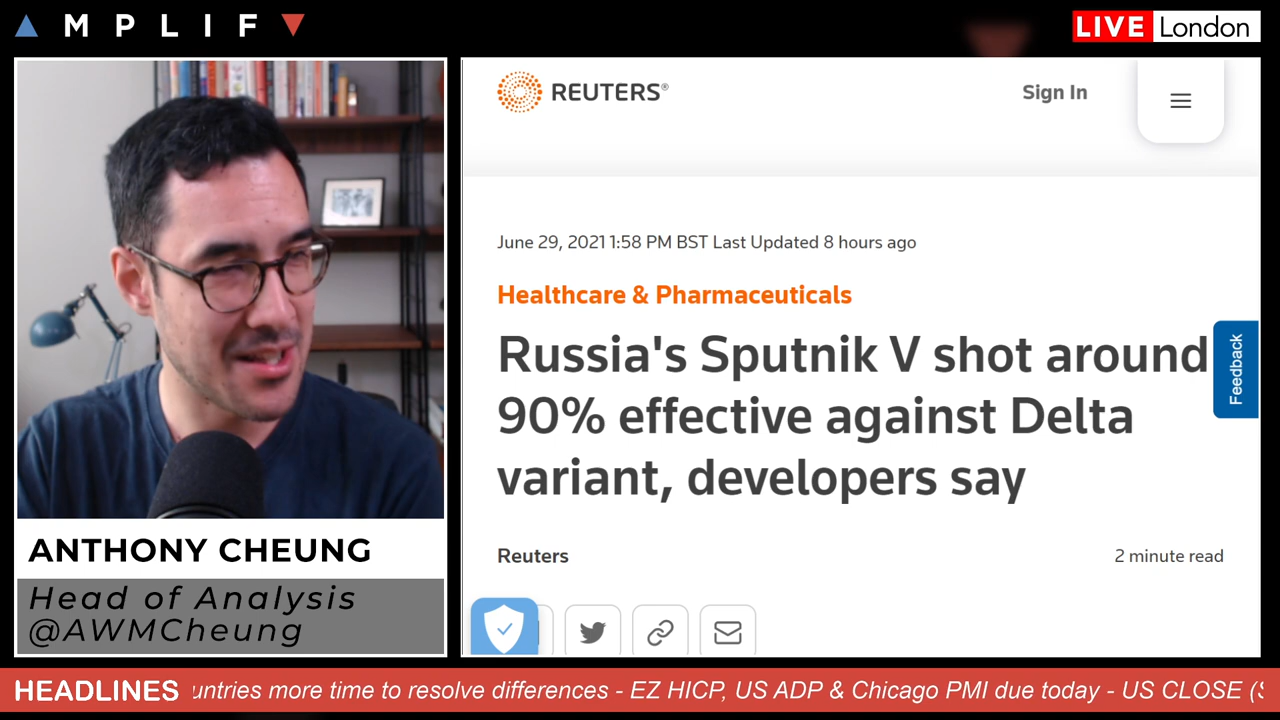 AMPLIFY
LIVE London
REUTERS®
Sign In
June 29, 2021 1:58 PM BST Last Updated 8 hours ago
Healthcare & Pharmaceuticals
Russia's Sputnik V shot around
90% effective against Delta
variant, developers say
Feedback
Reuters
2 minute read
ANTHONY CHEUNG
Head of Analysis
@AWMCheung
HEADLINES untries more time to resolve differences - EZ HICP, US ADP & Chicago PMI due today - US CLOSE (S